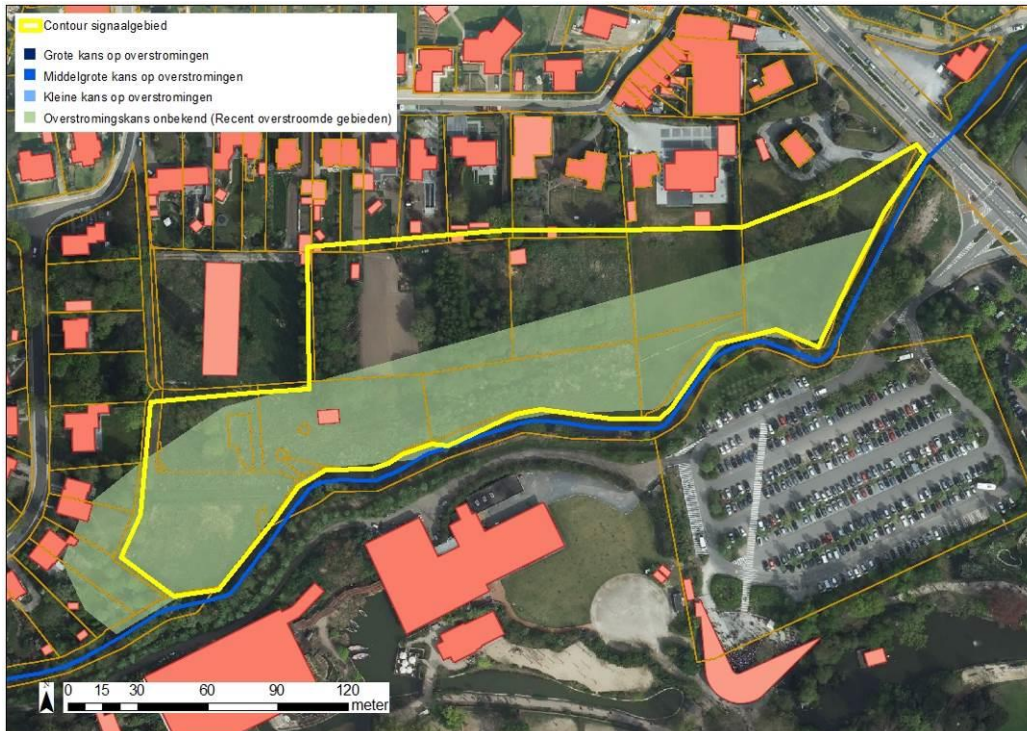 Contour signaalgebied
Grote kans op overstromingen
Middelgrote kans op overstromingen
Kleine kans op overstromingen
Overstromingskans onbekend (Recent overstroomde gebieden)
0 15 30 60 90 120
meter